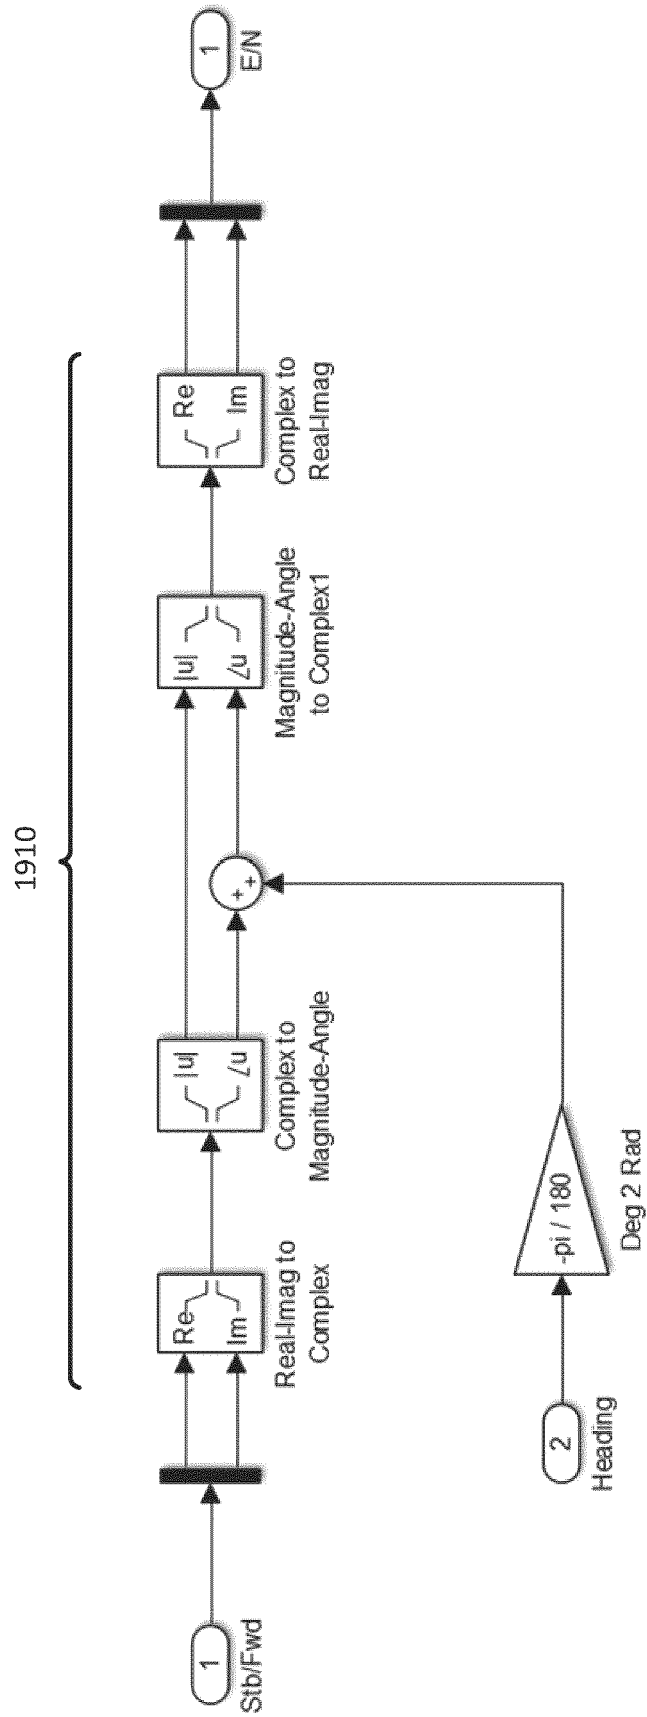 1910
1
Stb/Fwd
Re
Im
Real-Imag to
Complex
|u|
∠u
Complex to
Magnitude-Angle
+
+
|u|
∠u
Magnitude-Angle
to Complex1
Re
Im
Complex to
Real-Imag
1
E/N
2
Heading
-pi / 180
Deg 2 Rad